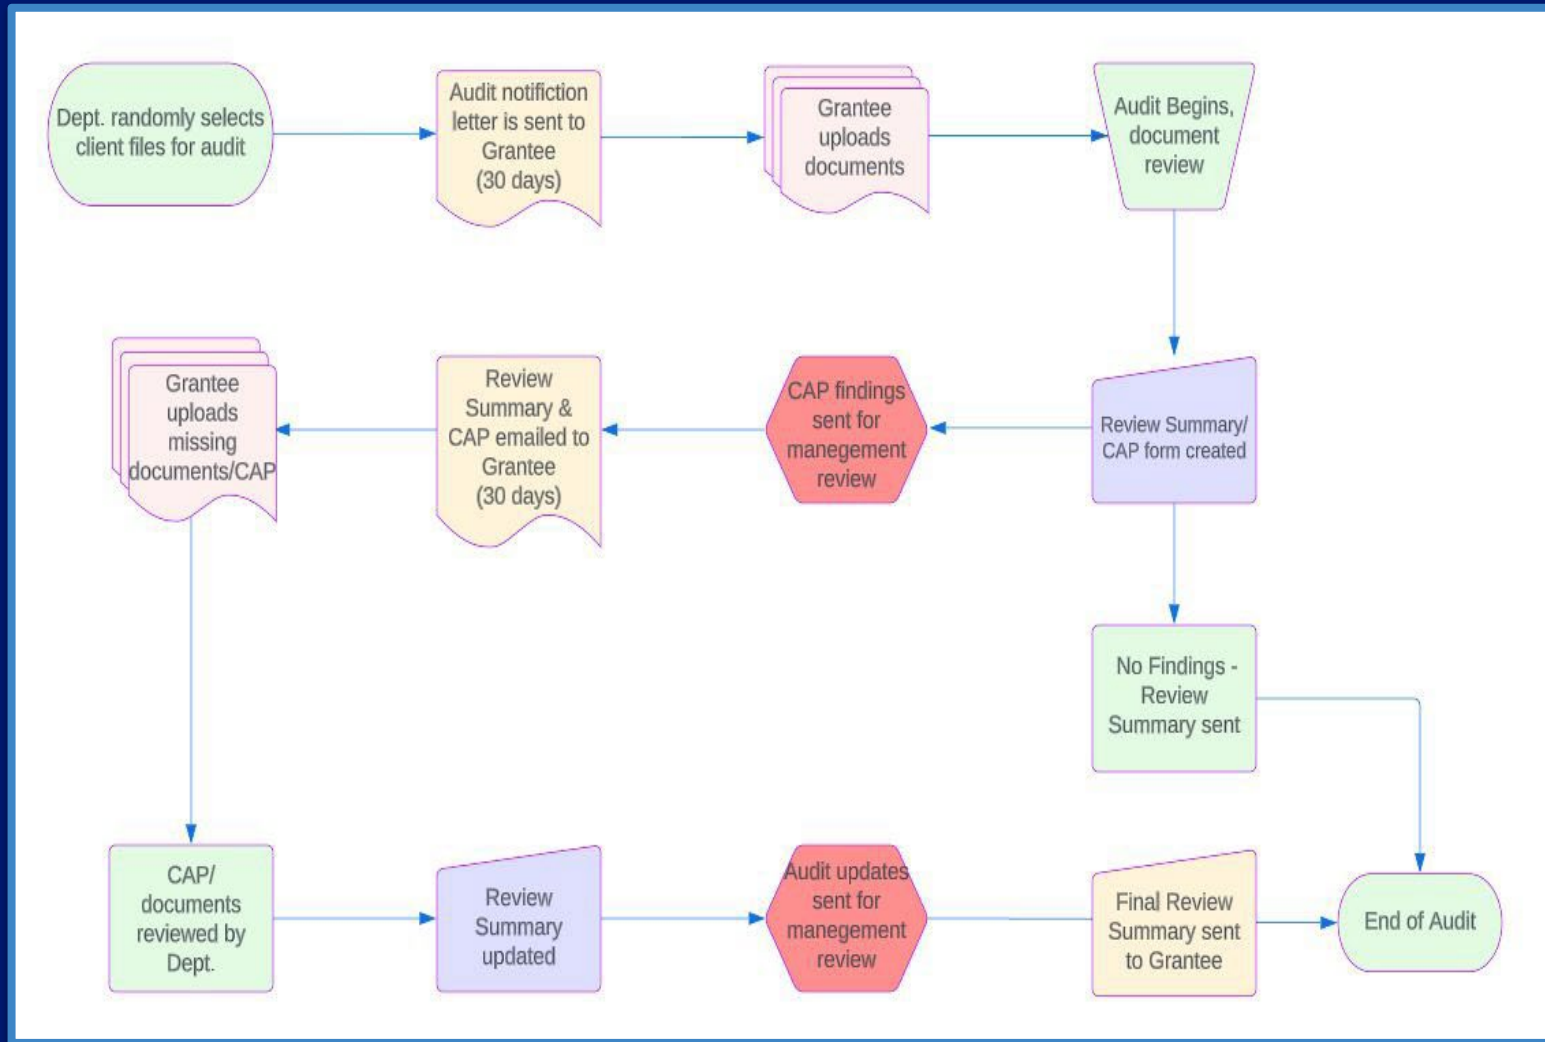 Dept. randomly selects
client files for audit
Audit notifiction
letter is sent to
Grantee
(30 days)
Grantee
uploads
documents
Audit Begins,
document
review
Grantee
uploads
missing
documents/CAP
Review
Summary &
CAP emailed to
Grantee
(30 days)
CAP findings
sent for
manegement
review
Review Summary/
CAP form created
No Findings -
Review
Summary sent
CAP/
documents
reviewed by
Dept.
Review
Summary
updated
Audit updates
sent for
manegement
review
Final Review
Summary sent
to Grantee
End of Audit